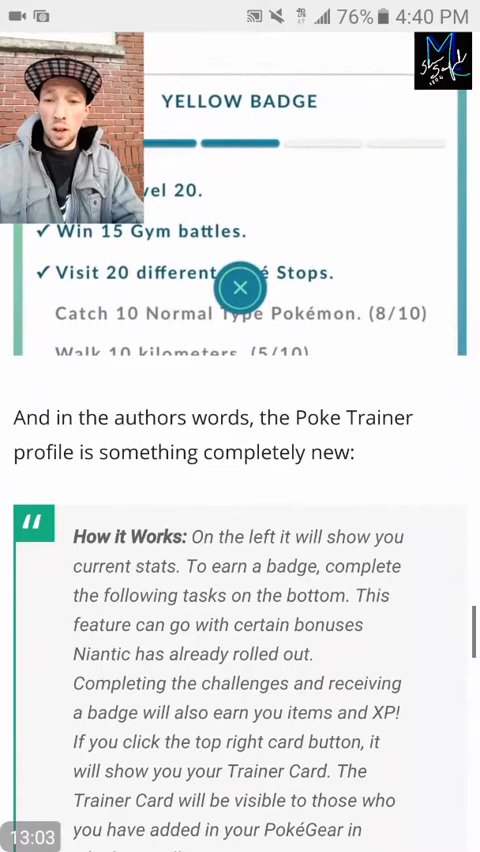 76% 4:40 PM
YELLOW BADGE
vel 20.
✓ Win 15 Gym battles.
✓ Visit 20 different é Stops.
Catch 10 Normal Type Pokémon. (8/10)
Walk 10 kilometers. (5/10)
And in the authors words, the Poke Trainer
profile is something completely new:
How it Works: On the left it will show you
current stats. To earn a badge, complete
the following tasks on the bottom. This
feature can go with certain bonuses
Niantic has already rolled out.
Completing the challenges and receiving
a badge will also earn you items and XP!
If you click the top right card button, it
will show you your Trainer Card. The
Trainer Card will be visible to those who
you have added in your PokéGear in
13:03